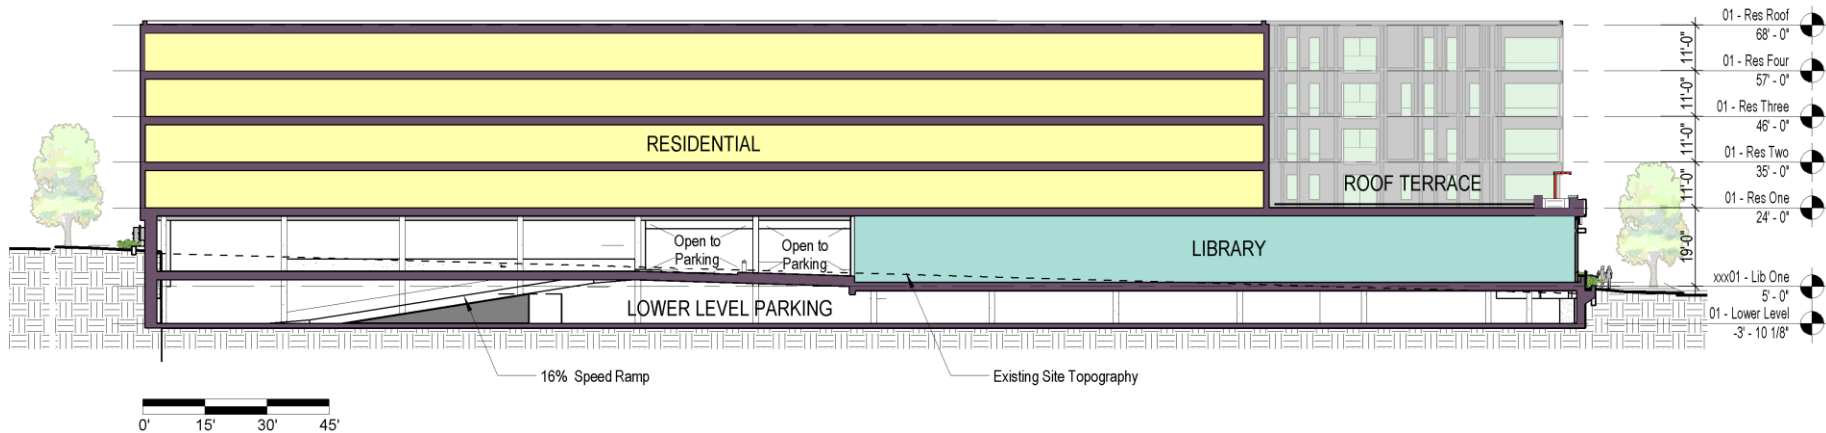 01 - Res Roof
68' - 0"
11'-0"
01 - Res Four
57' - 0"
11'-0"
01 - Res Three
46' - 0"
11'-0"
RESIDENTIAL
01 - Res Two
35' - 0"
11'-0"
ROOF TERRACE
01 - Res One
24' - 0"
Open to
Parking
Open to
Parking
LIBRARY
19'-0"
xxx01 - Lib One
5' - 0"
LOWER LEVEL PARKING
01 - Lower Level
-3' - 10 1/8"
16% Speed Ramp
Existing Site Topography
0' 15' 30' 45'